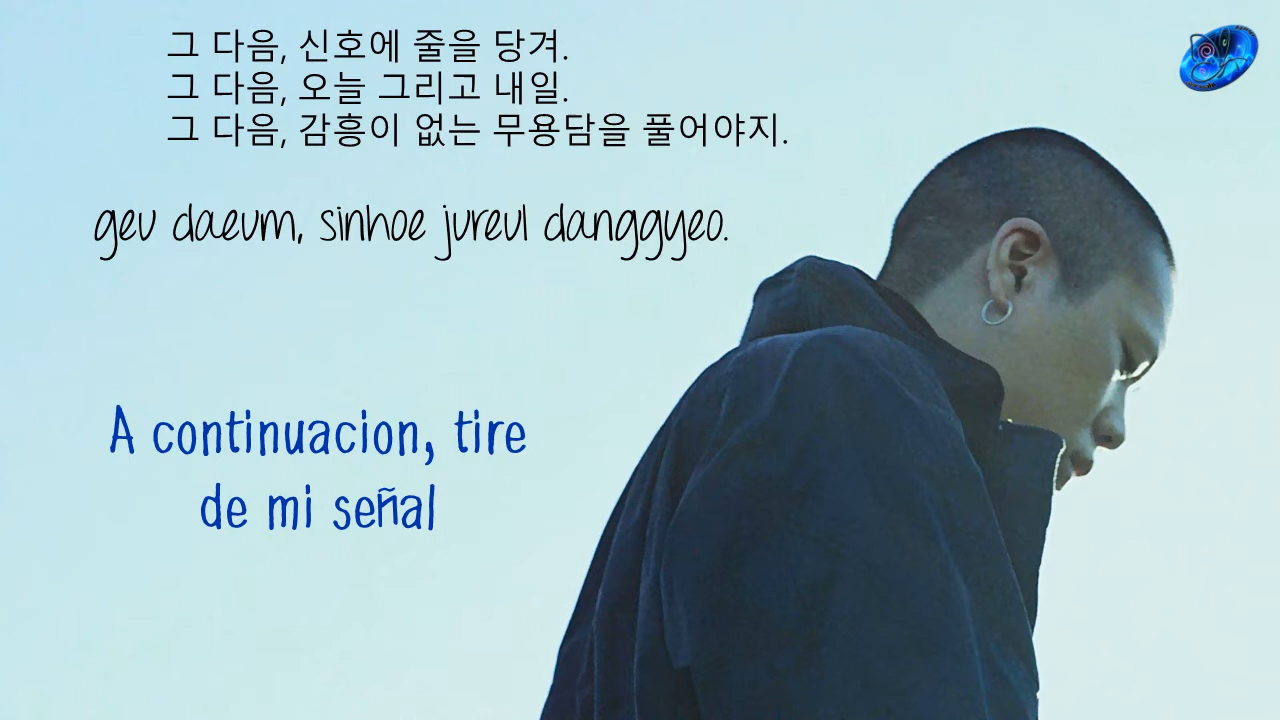 그 다음, 신호에 줄을 당겨.
그 다음, 오늘 그리고 내일.
그 다음, 감흥이 없는 무용담을 풀어야지.
geu daeum, sinhoe jureul danggyeo.
A continuacion, tire
de mi señal